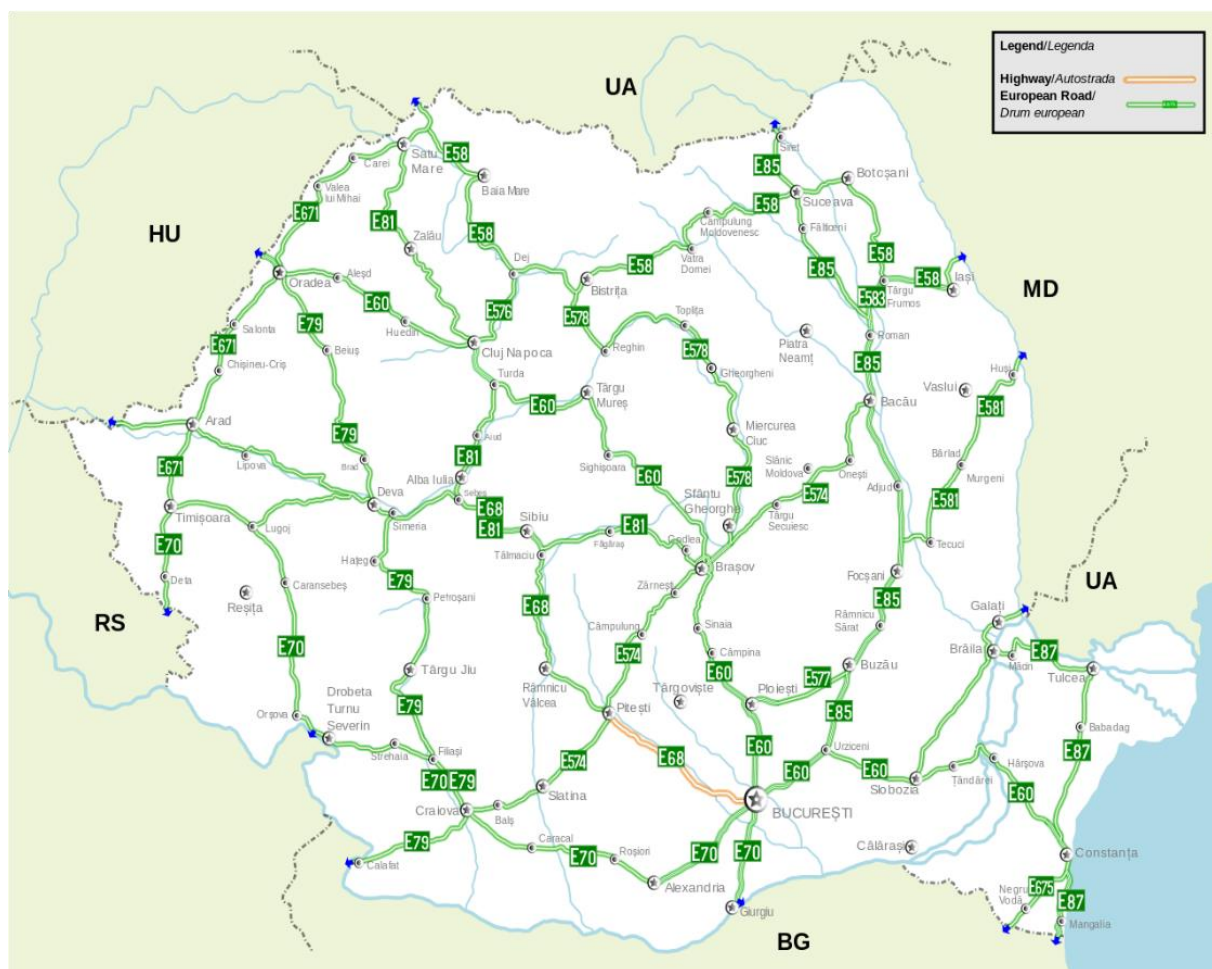 Legend/Legenda
Highway/Autostrada
European Road/
Drum european
UA
HU
MD
UA
RS
BG
Siret
E85
Botoșani
Suceava
E58
Satu
Mare
Carei
E58
Baia Mare
Valea
lui Mihai
E671
E81
Zalău
E58
Câmpulung
Moldovenesc
Fălticeni
Vatra
Dornei
E58
E85
E58
E58
Iași
E583
Târgu
Frumos
Oradea
Aleșd
E60
Huedin
Dej
Bistrița
E576
E578
Toplița
E578
Reghin
Gheorgheni
Piatra
Neamț
Roman
E85
Salonta
E79
E671
Beiuș
Chișineu-Criș
Cluj Napoca
Turda
E60
Târgu
Mureș
Huși
Vaslui
E581
Bacău
Arad
E79
Aiud
E81
Miercurea
Ciuc
Lipova
Brad
Sighișoara
E60
E578
Slănic
Moldova
Onești
Bârlad
Murgeni
E671
Alba Iulia
Sebeș
Deva
Simeria
E68
E81
Sibiu
Sfântu
Gheorghe
E574
Târgu
Secuiesc
Adjud
E581
Tecuci
Timișoara
Lugoj
E70
Deta
Hațeg
E79
Petroșani
Tălmaciu
Făgăraș
E81
Codlea
Brașov
Zărnești
Focșani
E85
Caransebeș
Reșița
E70
E68
Râmnicu
Sărat
Galați
Brăila
Măcin
E87
Tulcea
Câmpulung
E574
Sinaia
Câmpina
E60
Târgu Jiu
Râmnicu
Vâlcea
Pitești
Târgoviște
Ploiești
E577
Buzău
E85
Babadag
E87
Orșova
Drobeta
Turnu
Severin
E79
Strehaia
Filiași
E70
E79
E574
Slatina
E68
E60
Urziceni
E60
E60
Slobozia
Țăndărei
Hârșova
E60
Craiova
Balș
BUCUREȘTI
Călărași
Constanța
E79
Calafat
Caracal
E70
Roșiori
E70
E70
Alexandria
Giurgiu
Negru
Vodă
E675
E87
Mangalia